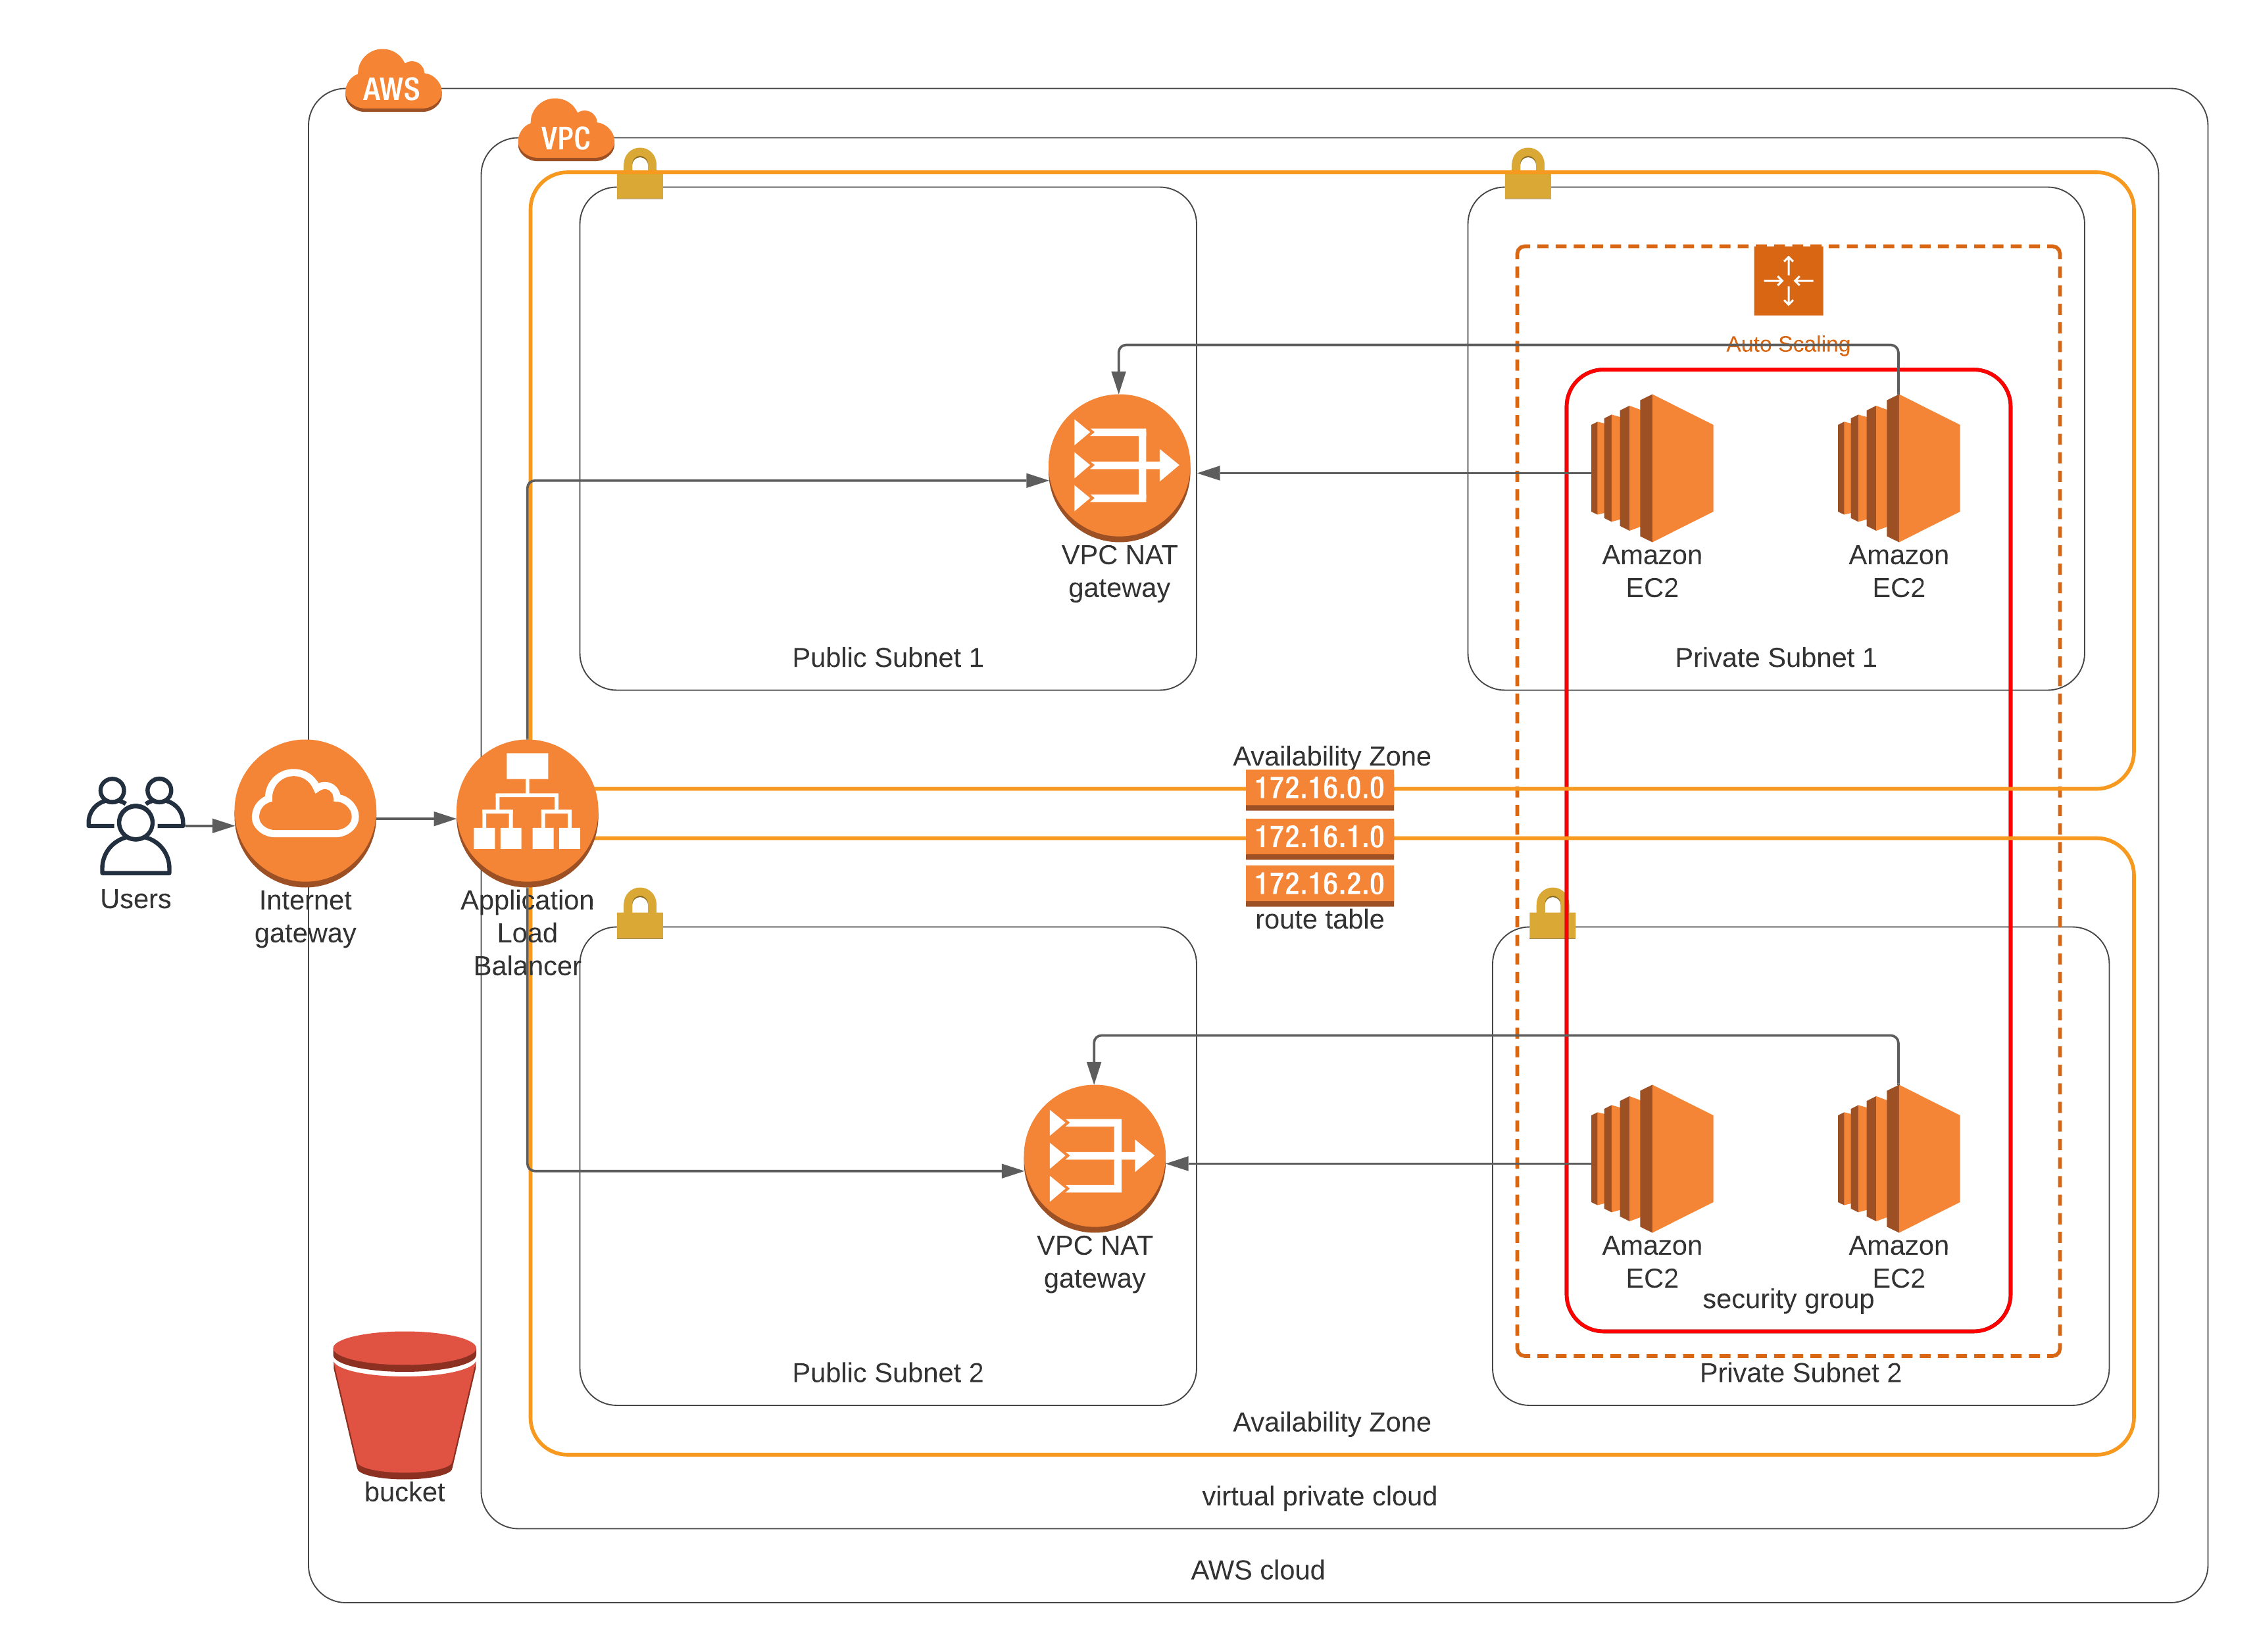 AWS
VPC
Auto Scaling
VPC NAT
gateway
Amazon
EC2
Amazon
EC2
Public Subnet 1
Private Subnet 1
Availability Zone
172.16.0.0
172.16.1.0
172.16.2.0
route table
Users
Internet
gateway
Application
Load
Balancer
VPC NAT
gateway
Amazon
EC2
Amazon
EC2
security group
Public Subnet 2
Private Subnet 2
Availability Zone
bucket
virtual private cloud
AWS cloud